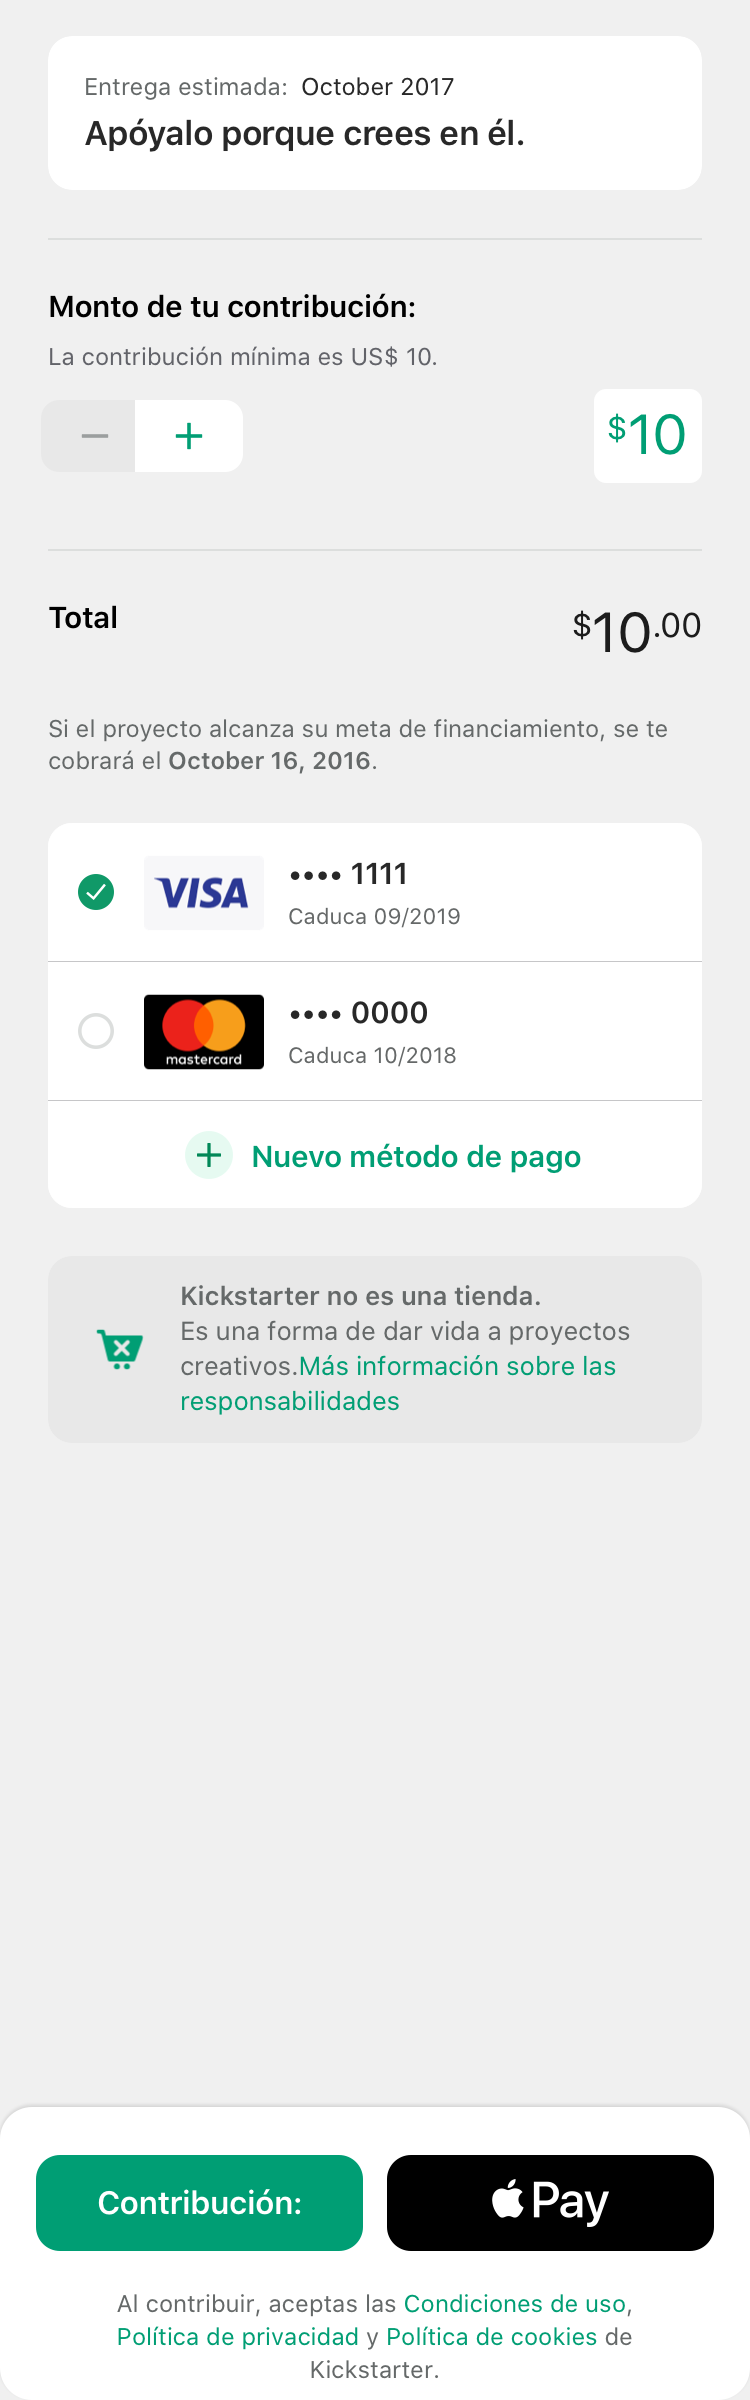 Entrega estimada: October 2017
Apóyalo porque crees en él.
Monto de tu contribución:
La contribución mínima es US$ 10.
$10
Total
$10.00
Si el proyecto alcanza su meta de financiamiento, se te
cobrará el October 16, 2016.
VISA
•••• 1111
Caduca 09/2019
mastercard
•••• 0000
Caduca 10/2018
Nuevo método de pago
Kickstarter no es una tienda.
Es una forma de dar vida a proyectos
creativos.Más información sobre las
responsabilidades
Contribución:
Pay
Al contribuir, aceptas las Condiciones de uso,
Política de privacidad y Política de cookies de
Kickstarter.